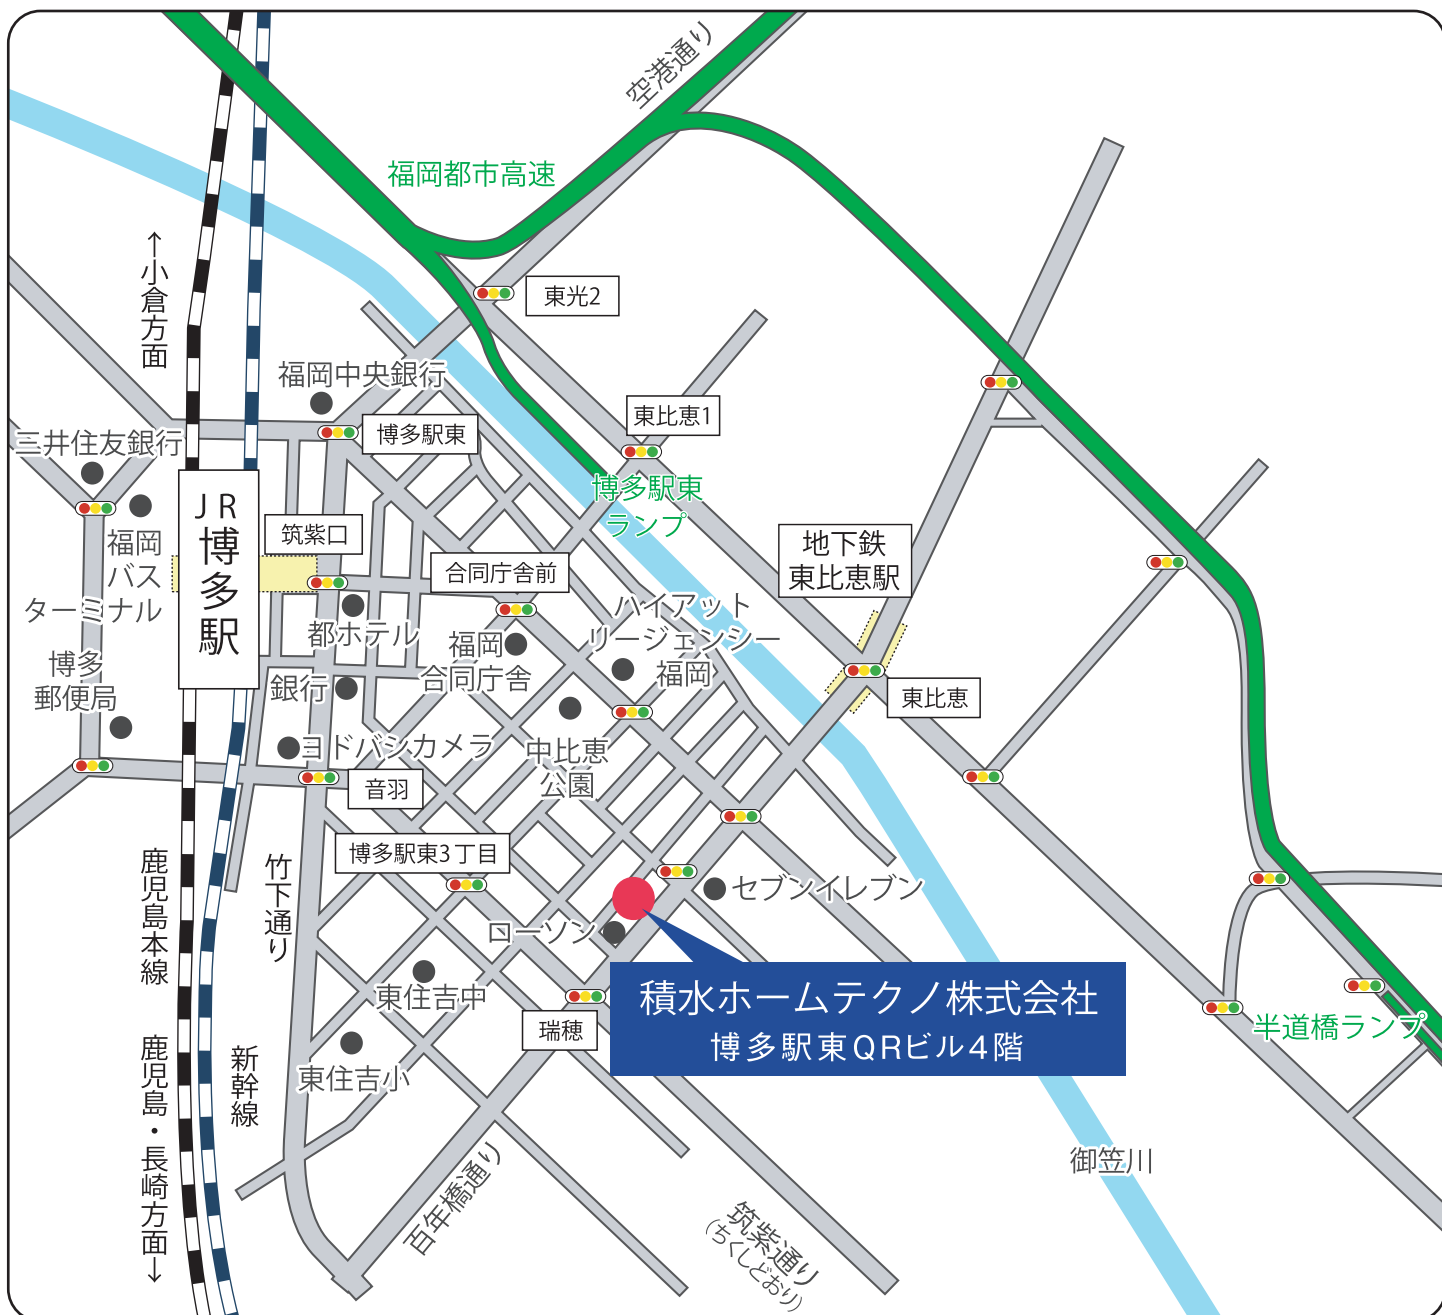 空港通り
福岡都市高速
↑小倉方面
東光2
福岡中央銀行
東比恵1
博多駅東
三井住友銀行
博多駅東
ランプ
JR
博多駅
筑紫口
地下鉄
東比恵駅
福岡
バス
ターミナル
合同庁舎前
ハイアット
リージェンシー
福岡
都ホテル
福岡
合同庁舎
博多
郵便局
銀行
東比恵
ヨドバシカメラ
中比恵
公園
音羽
博多駅東3丁目
竹下通り
鹿児島本線
セブンイレブン
ローソン
東住吉中
積水ホームテクノ株式会社
博多駅東QRビル4階
瑞穂
半道橋ランプ
新幹線
東住吉小
鹿児島・長崎方面→
御笠川
百年橋通り
筑紫通り
(ちくしどおり)